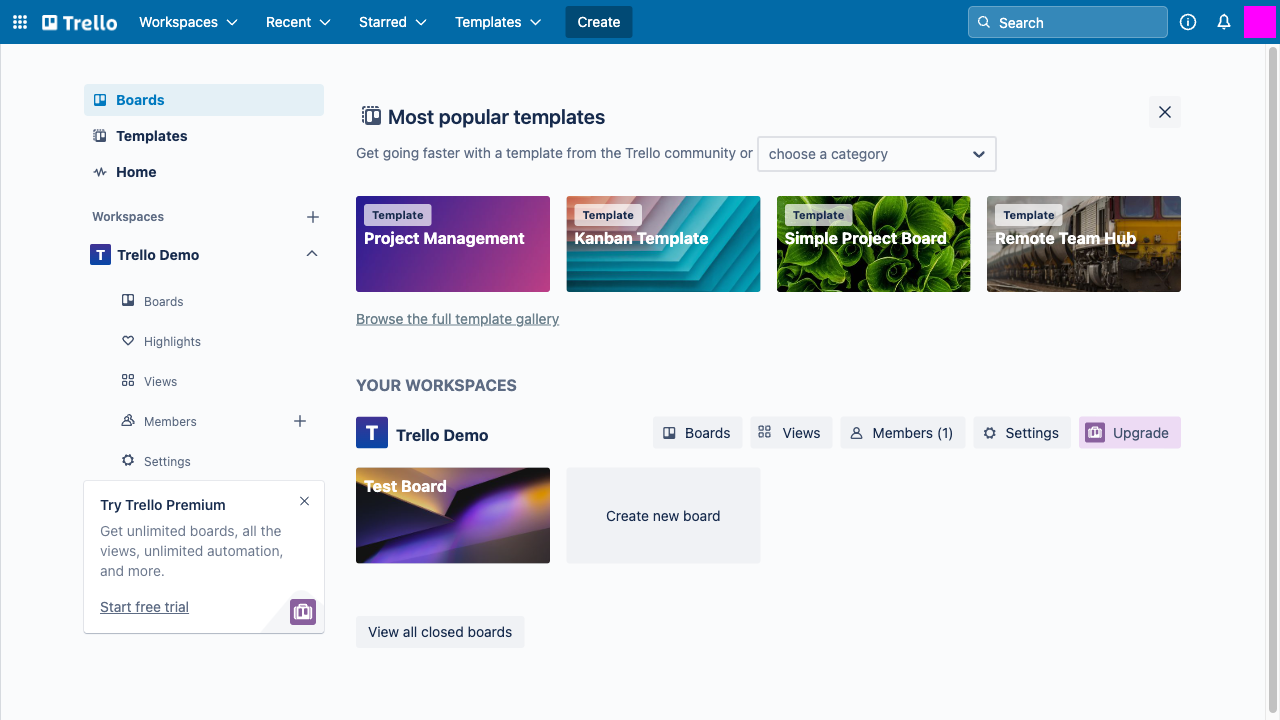 Trello
Workspaces
Recent
Starred
Templates
Create
Search
Boards
Templates
Home
Workspaces
T
Trello Demo
Boards
Highlights
Views
Members
Settings
Try Trello Premium
Get unlimited boards, all the
views, unlimited automation,
and more.
Start free trial
Most popular templates
Get going faster with a template from the Trello community or
choose a category
Template
Project Management
Template
Kanban Template
Template
Simple Project Board
Template
Remote Team Hub
Browse the full template gallery
YOUR WORKSPACES
T
Trello Demo
Boards
Views
Members (1)
Settings
Upgrade
Test Board
Create new board
View all closed boards